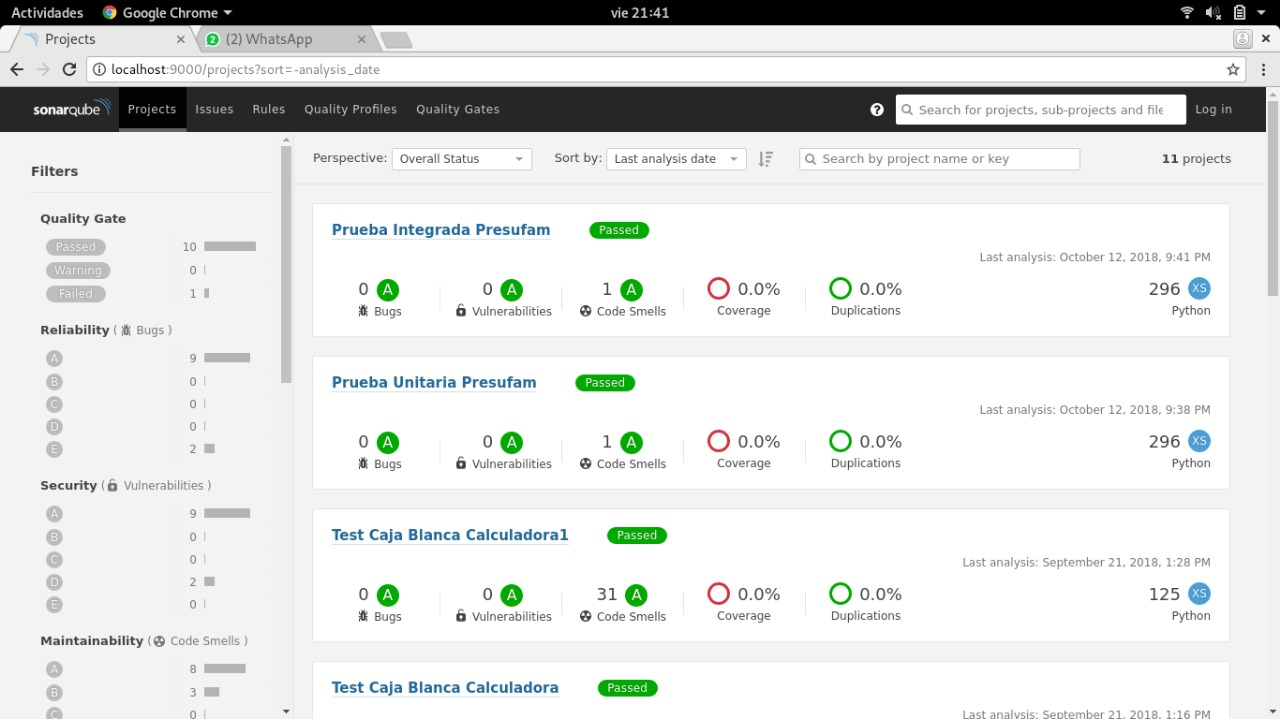 Actividades Google Chrome vie 21:41
Projects (2) WhatsApp
localhost:9000/projects?sort=-analysis_date
sonarqube Projects Issues Rules Quality Profiles Quality Gates ? Search for projects, sub-projects and file Log in
Perspective: Overall Status Sort by: Last analysis date Search by project name or key 11 projects
Filters
Quality Gate
Passed 10
Warning 0
Failed 1
Reliability ( Bugs )
A 9
B 0
C 0
D 0
E 2
Security ( Vulnerabilities )
A 9
B 0
C 0
D 2
E 0
Maintainability ( Code Smells )
A 8
B 3
C 0
Prueba Integrada Presufam Passed
Last analysis: October 12, 2018, 9:41 PM
0 A 0 A 1 A 0.0% 0.0% 296 XS
Bugs Vulnerabilities Code Smells Coverage Duplications Python
Prueba Unitaria Presufam Passed
Last analysis: October 12, 2018, 9:38 PM
0 A 0 A 1 A 0.0% 0.0% 296 XS
Bugs Vulnerabilities Code Smells Coverage Duplications Python
Test Caja Blanca Calculadora1 Passed
Last analysis: September 21, 2018, 1:28 PM
0 A 0 A 31 A 0.0% 0.0% 125 XS
Bugs Vulnerabilities Code Smells Coverage Duplications Python
Test Caja Blanca Calculadora Passed
Last analysis: September 21, 2018, 1:16 PM